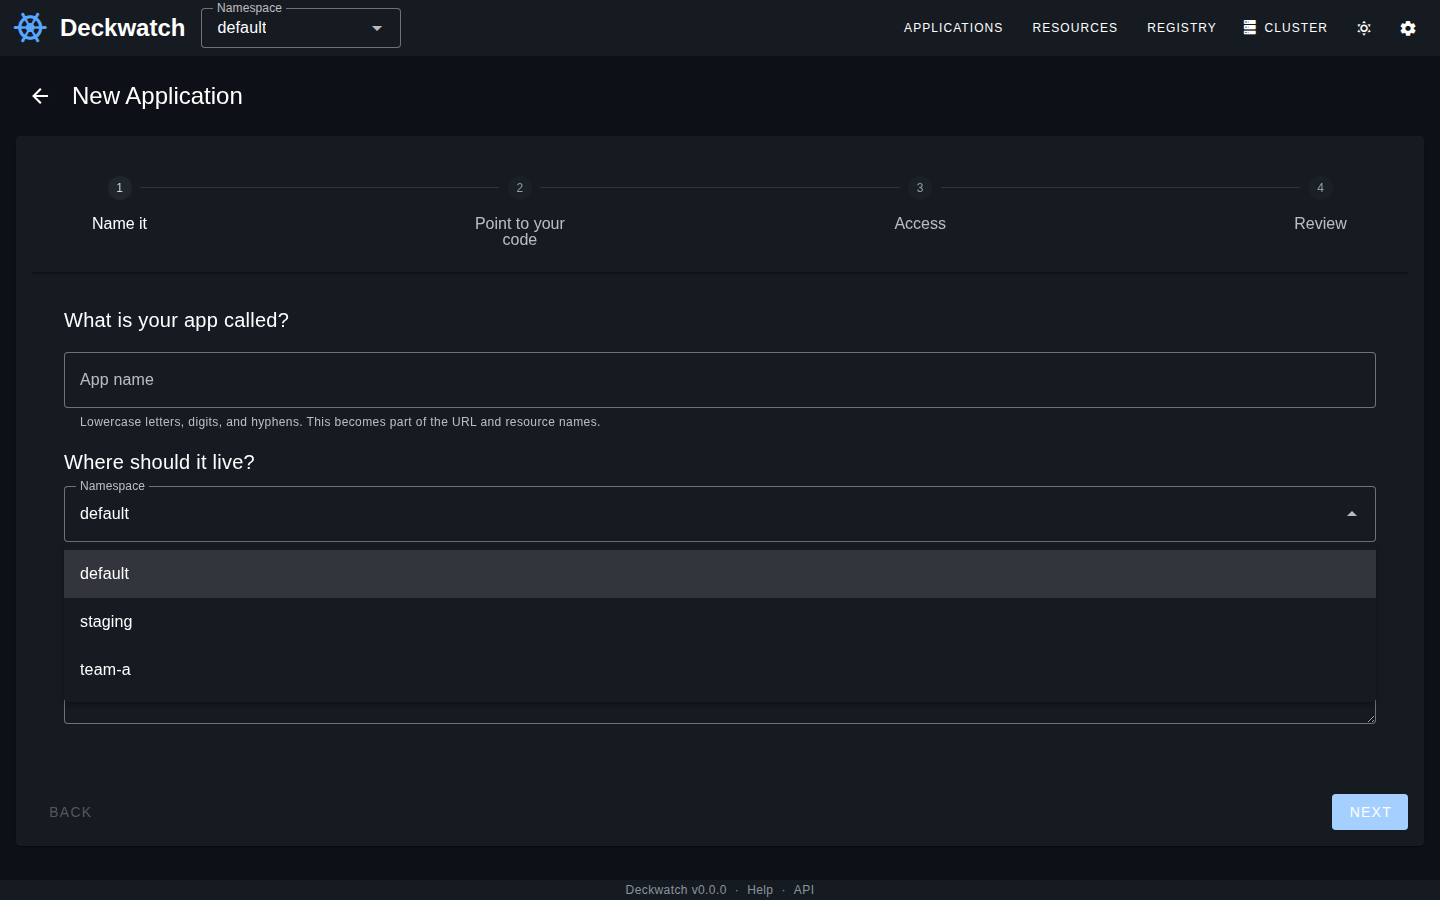 Deckwatch
Namespace
default
APPLICATIONS
RESOURCES
REGISTRY
CLUSTER
New Application
1
2
3
4
Name it
Point to your
code
Access
Review
What is your app called?
App name
Lowercase letters, digits, and hyphens. This becomes part of the URL and resource names.
Where should it live?
Namespace
default
default
staging
team-a
BACK
NEXT
Deckwatch v0.0.0 · Help · API